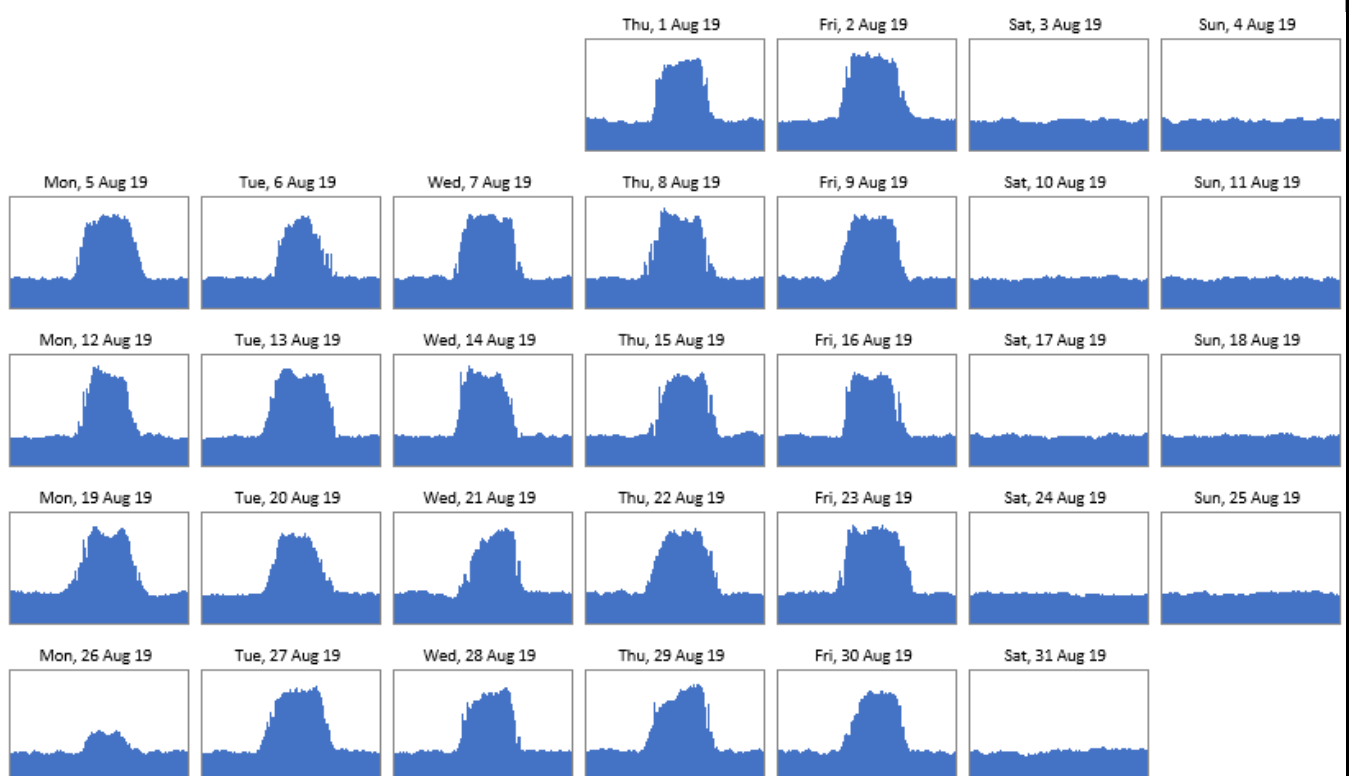 Thu, 1 Aug 19 Fri, 2 Aug 19 Sat, 3 Aug 19 Sun, 4 Aug 19
Mon, 5 Aug 19 Tue, 6 Aug 19 Wed, 7 Aug 19 Thu, 8 Aug 19 Fri, 9 Aug 19 Sat, 10 Aug 19 Sun, 11 Aug 19
Mon, 12 Aug 19 Tue, 13 Aug 19 Wed, 14 Aug 19 Thu, 15 Aug 19 Fri, 16 Aug 19 Sat, 17 Aug 19 Sun, 18 Aug 19
Mon, 19 Aug 19 Tue, 20 Aug 19 Wed, 21 Aug 19 Thu, 22 Aug 19 Fri, 23 Aug 19 Sat, 24 Aug 19 Sun, 25 Aug 19
Mon, 26 Aug 19 Tue, 27 Aug 19 Wed, 28 Aug 19 Thu, 29 Aug 19 Fri, 30 Aug 19 Sat, 31 Aug 19